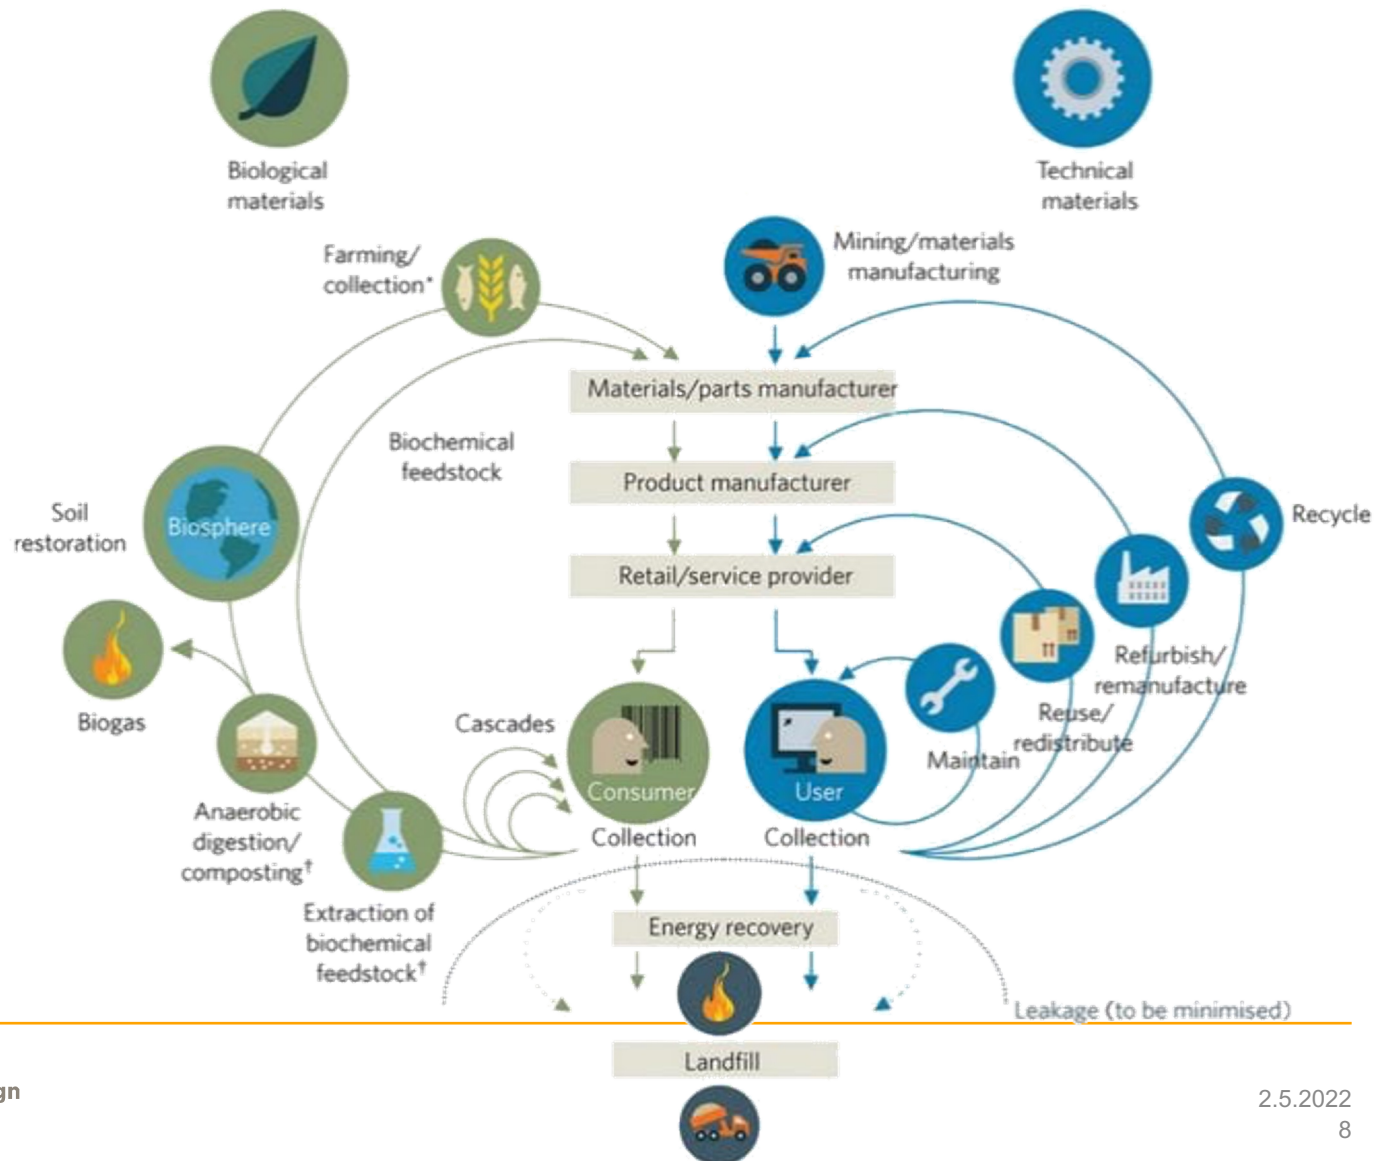 Biological
materials
Technical
materials
Farming/
collection*
Mining/materials
manufacturing
Materials/parts manufacturer
Biochemical
feedstock
Product manufacturer
Soil
restoration
Biosphere
Recycle
Retail/service provider
Biogas
Refurbish/
remanufacture
Reuse/
redistribute
Maintain
Cascades
Consumer
User
Anaerobic
digestion/
composting†
Collection
Collection
Extraction of
biochemical
feedstock†
Energy recovery
Leakage (to be minimised)
Landfill
gn
2.5.2022
8